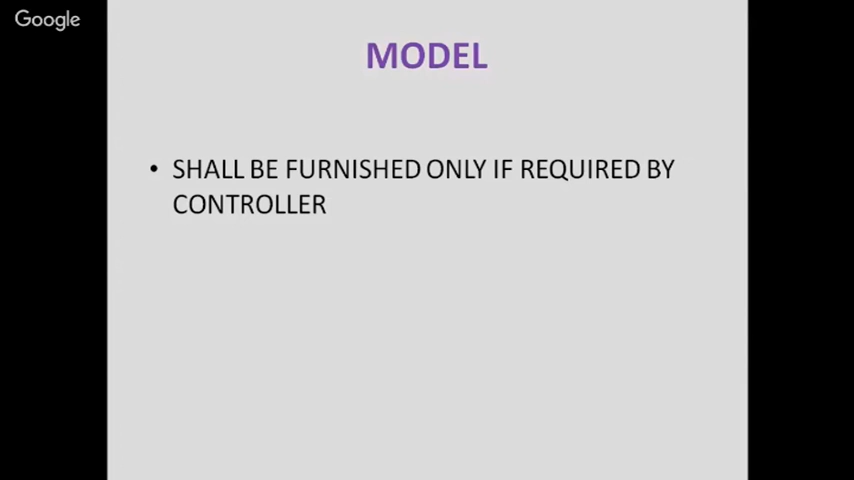 Google
MODEL
• SHALL BE FURNISHED ONLY IF REQUIRED BY
CONTROLLER